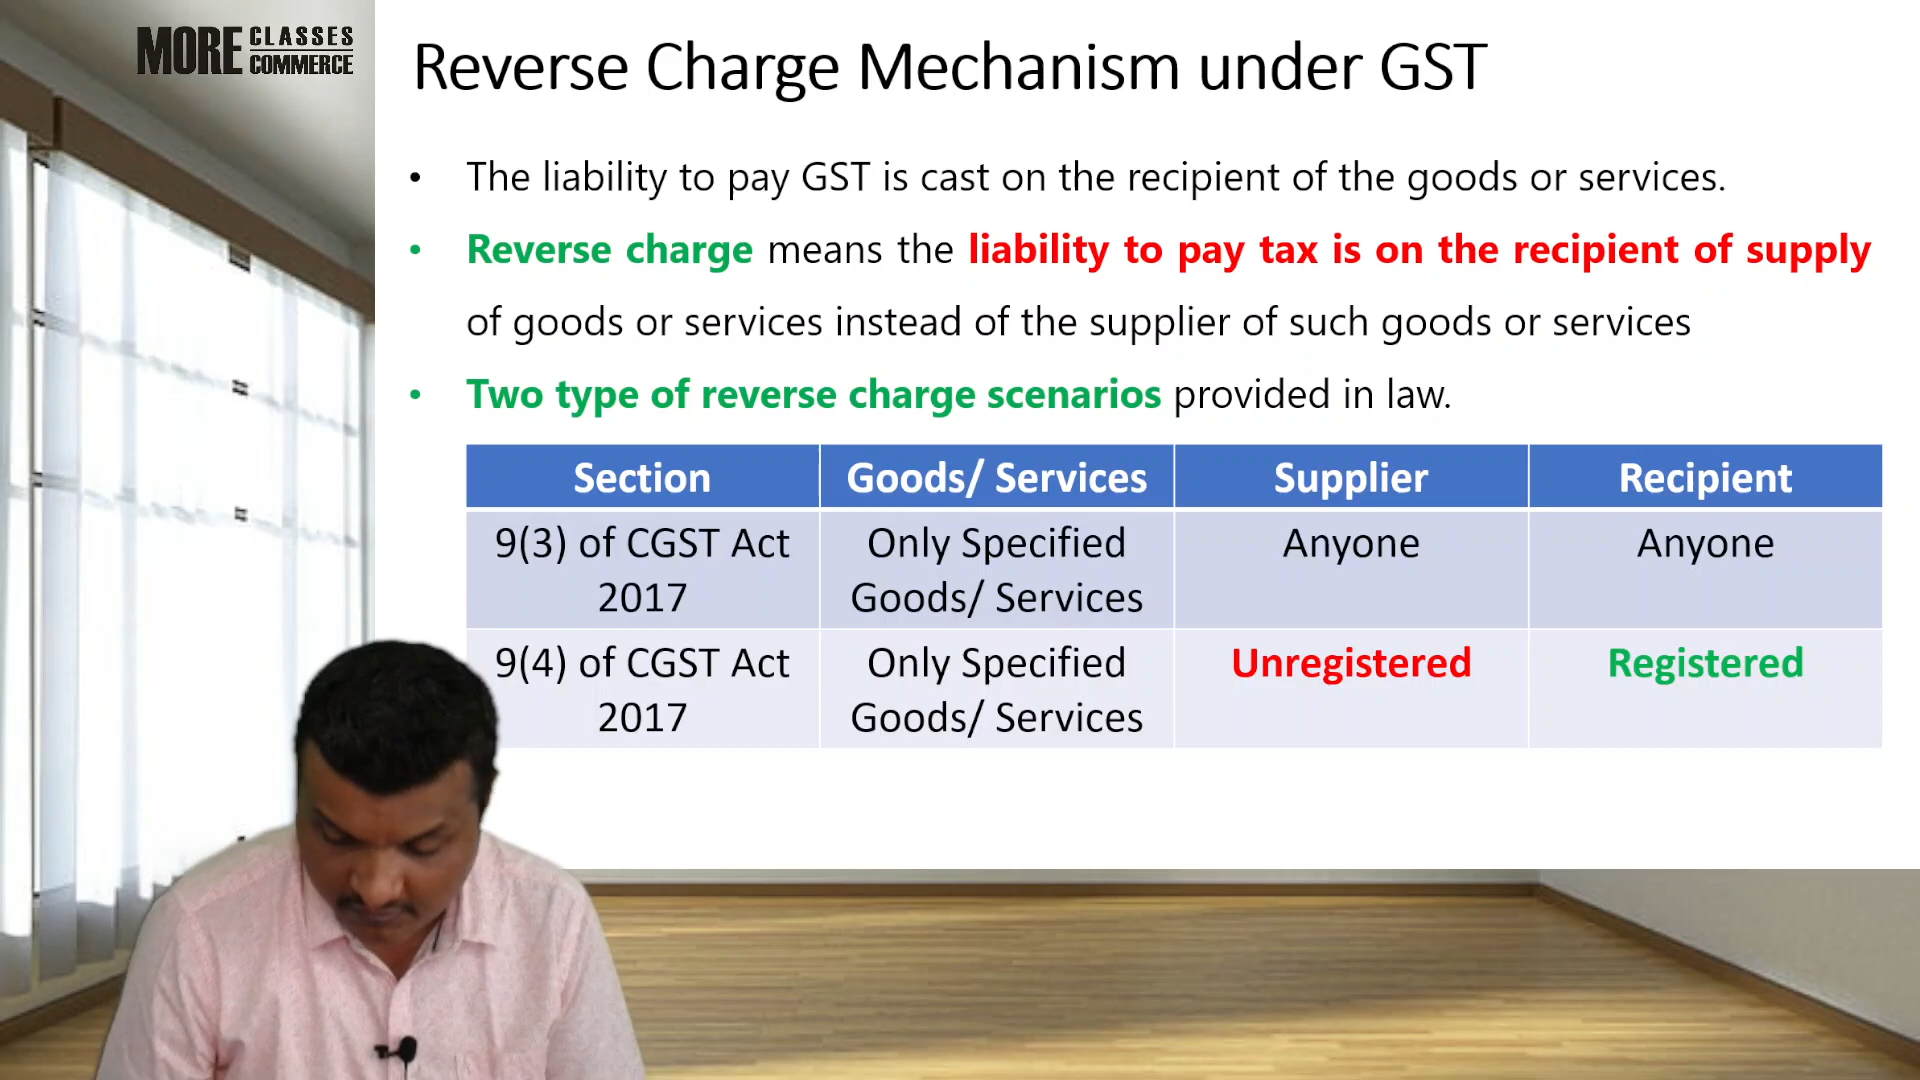 MORE CLASSES COMMERCE
Reverse Charge Mechanism under GST
• The liability to pay GST is cast on the recipient of the goods or services.
• Reverse charge means the liability to pay tax is on the recipient of supply
of goods or services instead of the supplier of such goods or services
• Two type of reverse charge scenarios provided in law.
Section Goods/ Services Supplier Recipient
9(3) of CGST Act 2017 Only Specified Goods/ Services Anyone Anyone
9(4) of CGST Act 2017 Only Specified Goods/ Services Unregistered Registered